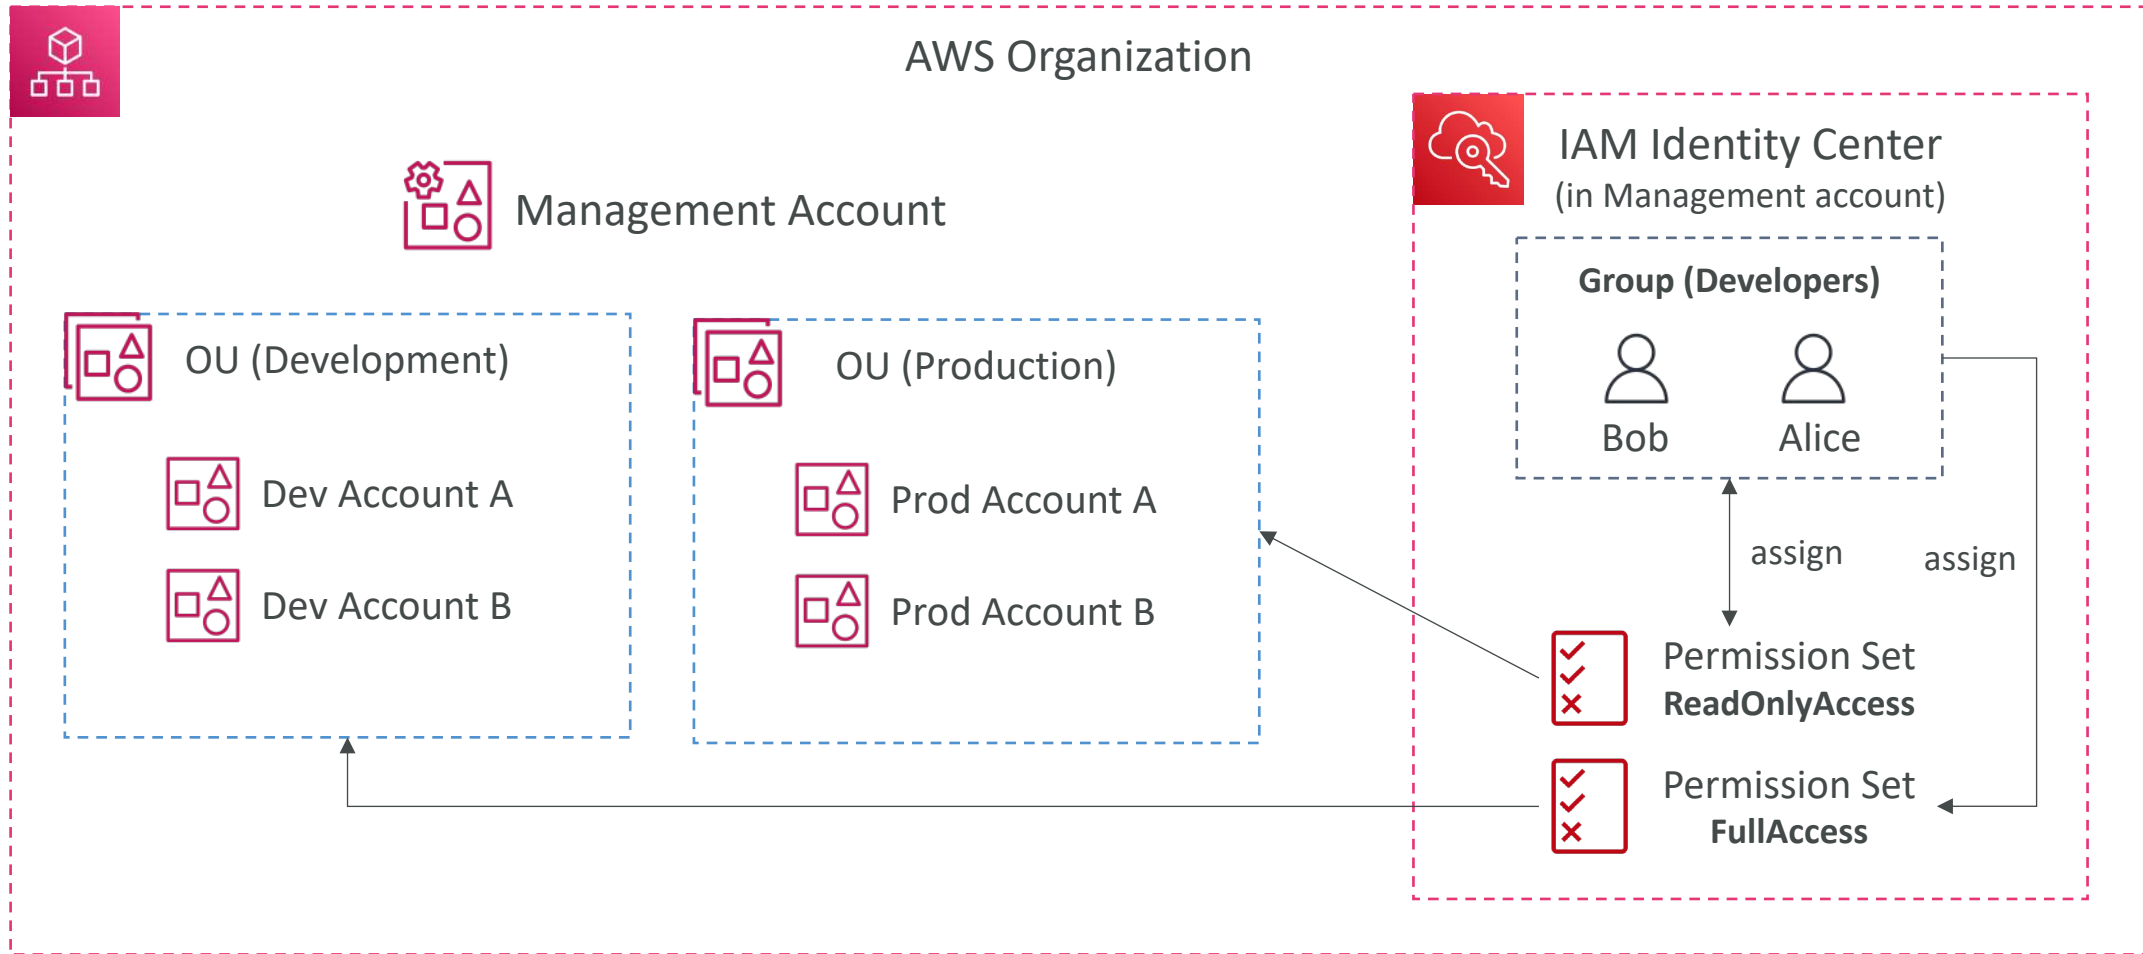 AWS Organization
Management Account
OU (Development)
Dev Account A
Dev Account B
OU (Production)
Prod Account A
Prod Account B
IAM Identity Center
(in Management account)
Group (Developers)
Bob
Alice
assign
assign
Permission Set
ReadOnlyAccess
Permission Set
FullAccess